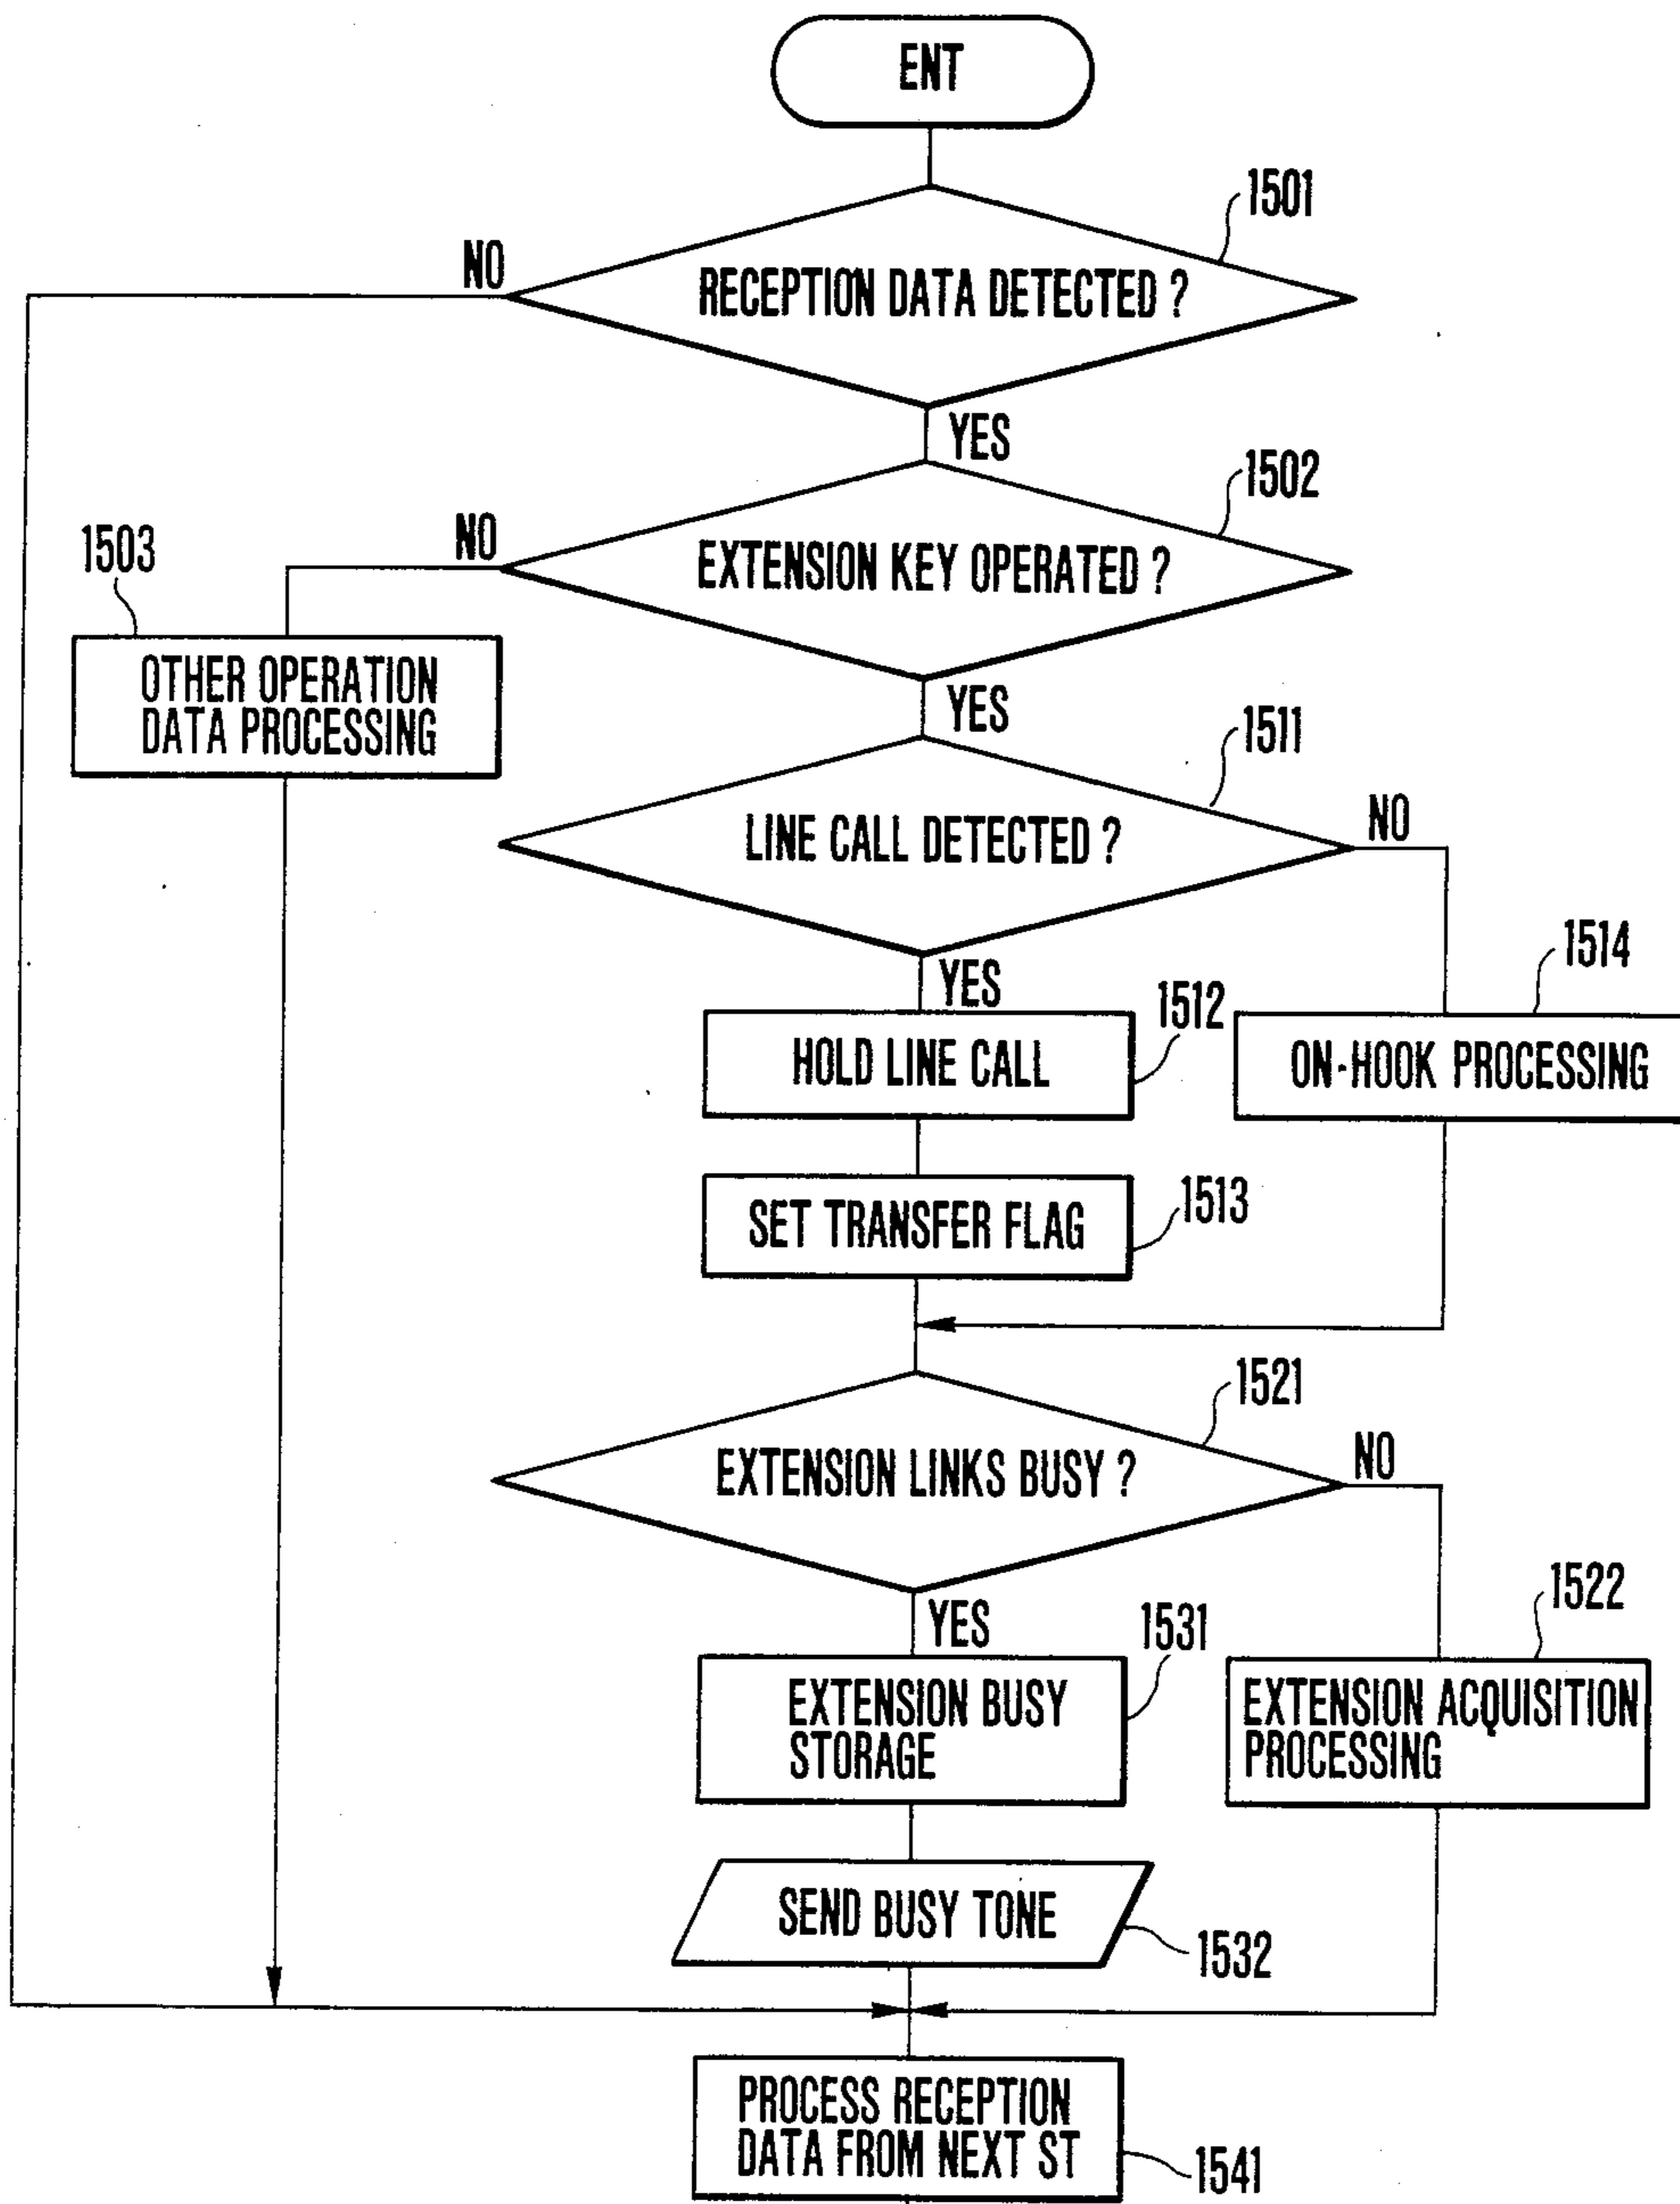 ENT
1501
NO
RECEPTION DATA DETECTED ?
YES
1502
NO
1503
EXTENSION KEY OPERATED ?
OTHER OPERATION
DATA PROCESSING
YES
1511
LINE CALL DETECTED ?
NO
1514
YES
1512
HOLD LINE CALL
ON-HOOK PROCESSING
1513
SET TRANSFER FLAG
1521
NO
EXTENSION LINKS BUSY ?
1522
YES
1531
EXTENSION BUSY
STORAGE
EXTENSION ACQUISITION
PROCESSING
SEND BUSY TONE
1532
PROCESS RECEPTION
DATA FROM NEXT ST
1541